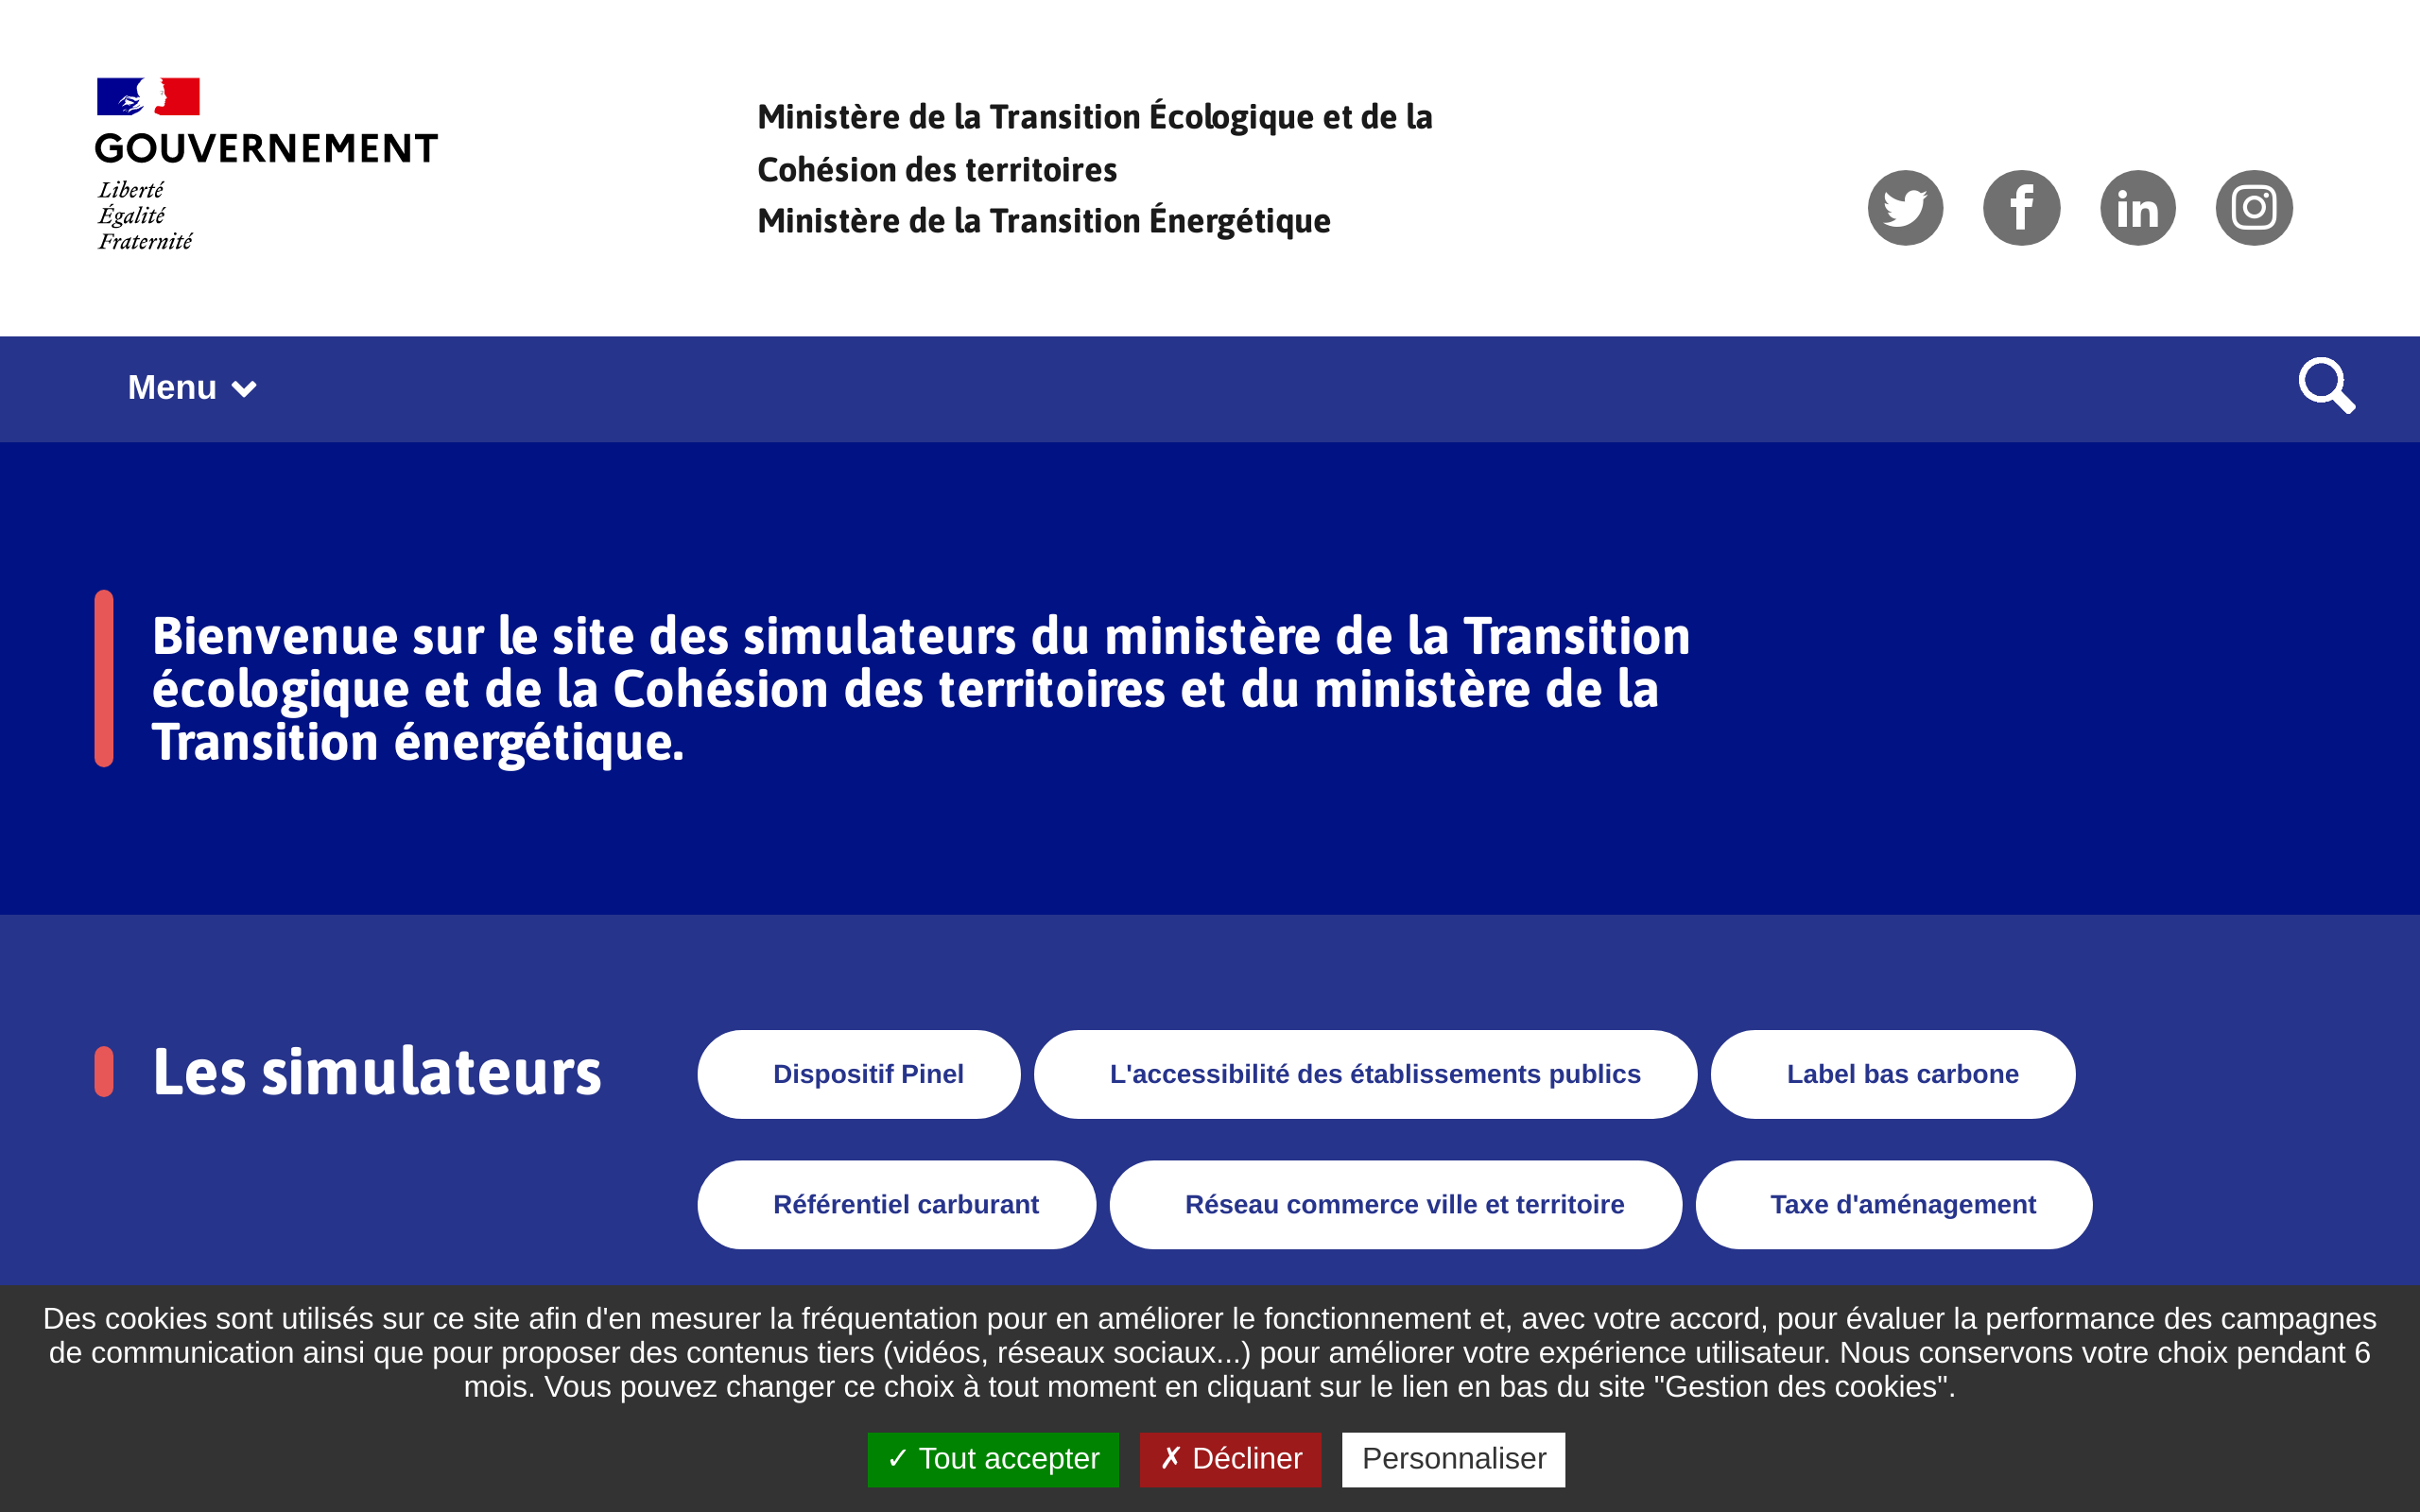 GOUVERNEMENT
Liberté
Égalité
Fraternité
Ministère de la Transition Écologique et de la
Cohésion des territoires
Ministère de la Transition Énergétique
Menu
Bienvenue sur le site des simulateurs du ministère de la Transition
écologique et de la Cohésion des territoires et du ministère de la
Transition énergétique.
Les simulateurs
Dispositif Pinel
L'accessibilité des établissements publics
Label bas carbone
Référentiel carburant
Réseau commerce ville et territoire
Taxe d'aménagement
Des cookies sont utilisés sur ce site afin d'en mesurer la fréquentation pour en améliorer le fonctionnement et, avec votre accord, pour évaluer la performance des campagnes
de communication ainsi que pour proposer des contenus tiers (vidéos, réseaux sociaux...) pour améliorer votre expérience utilisateur. Nous conservons votre choix pendant 6
mois. Vous pouvez changer ce choix à tout moment en cliquant sur le lien en bas du site "Gestion des cookies".
✓ Tout accepter
✗ Décliner
Personnaliser